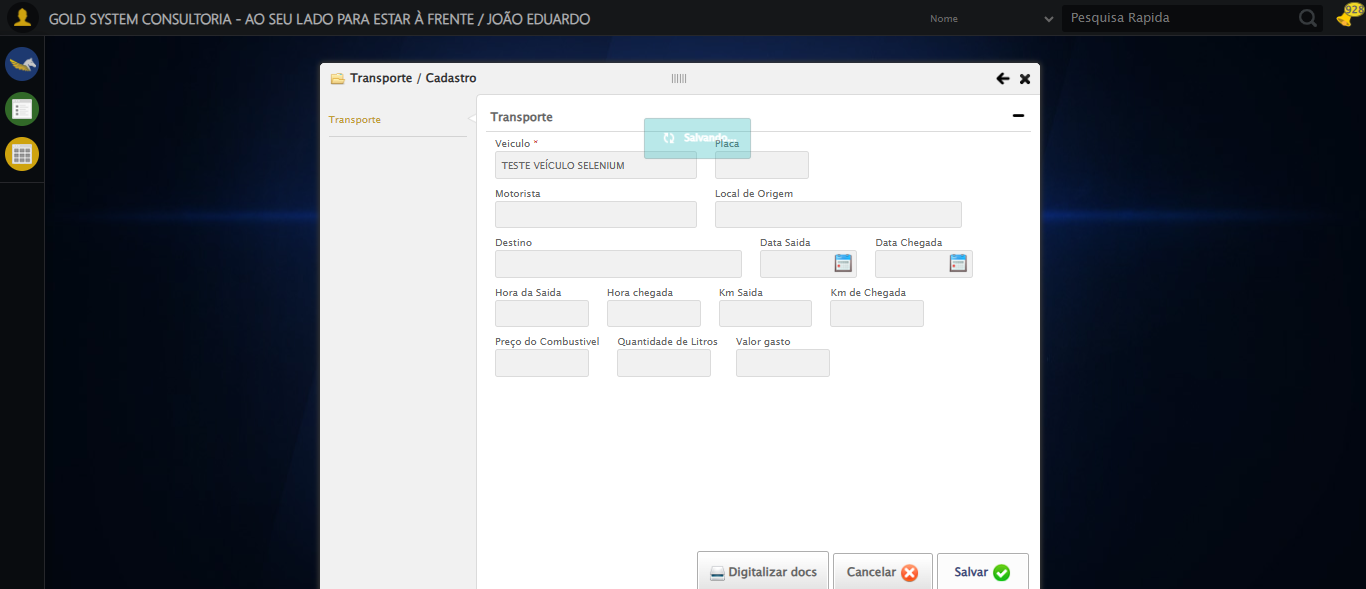 GOLD SYSTEM CONSULTORIA - AO SEU LADO PARA ESTAR À FRENTE / JOÃO EDUARDO
Nome
Pesquisa Rapida
928
Transporte / Cadastro
Transporte
Transporte
Salvando...
Veiculo *
Placa
TESTE VEÍCULO SELENIUM
Motorista
Local de Origem
Destino
Data Saida
Data Chegada
Hora da Saida
Hora chegada
Km Saida
Km de Chegada
Preço do Combustivel
Quantidade de Litros
Valor gasto
Digitalizar docs
Cancelar
Salvar